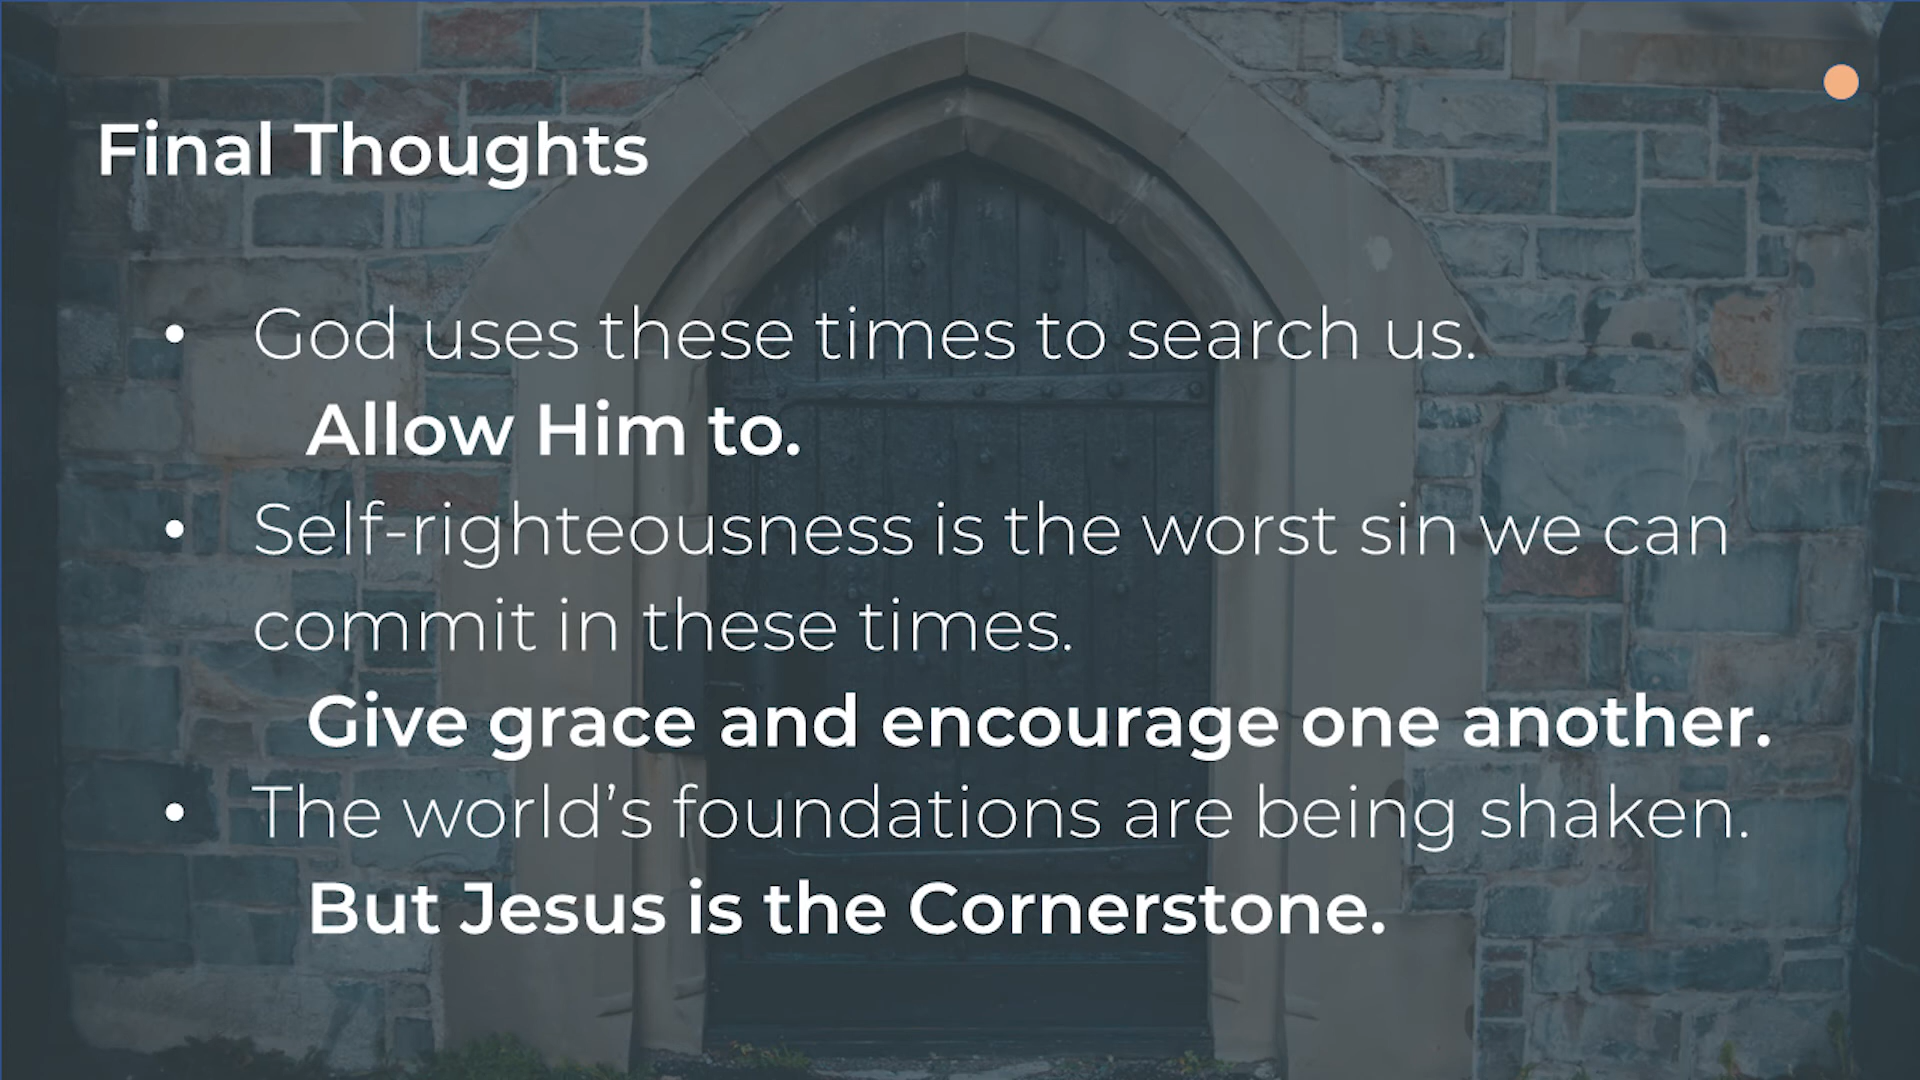 Final Thoughts
• God uses these times to search us.
Allow Him to.
• Self-righteousness is the worst sin we can
commit in these times.
Give grace and encourage one another.
• The world’s foundations are being shaken.
But Jesus is the Cornerstone.